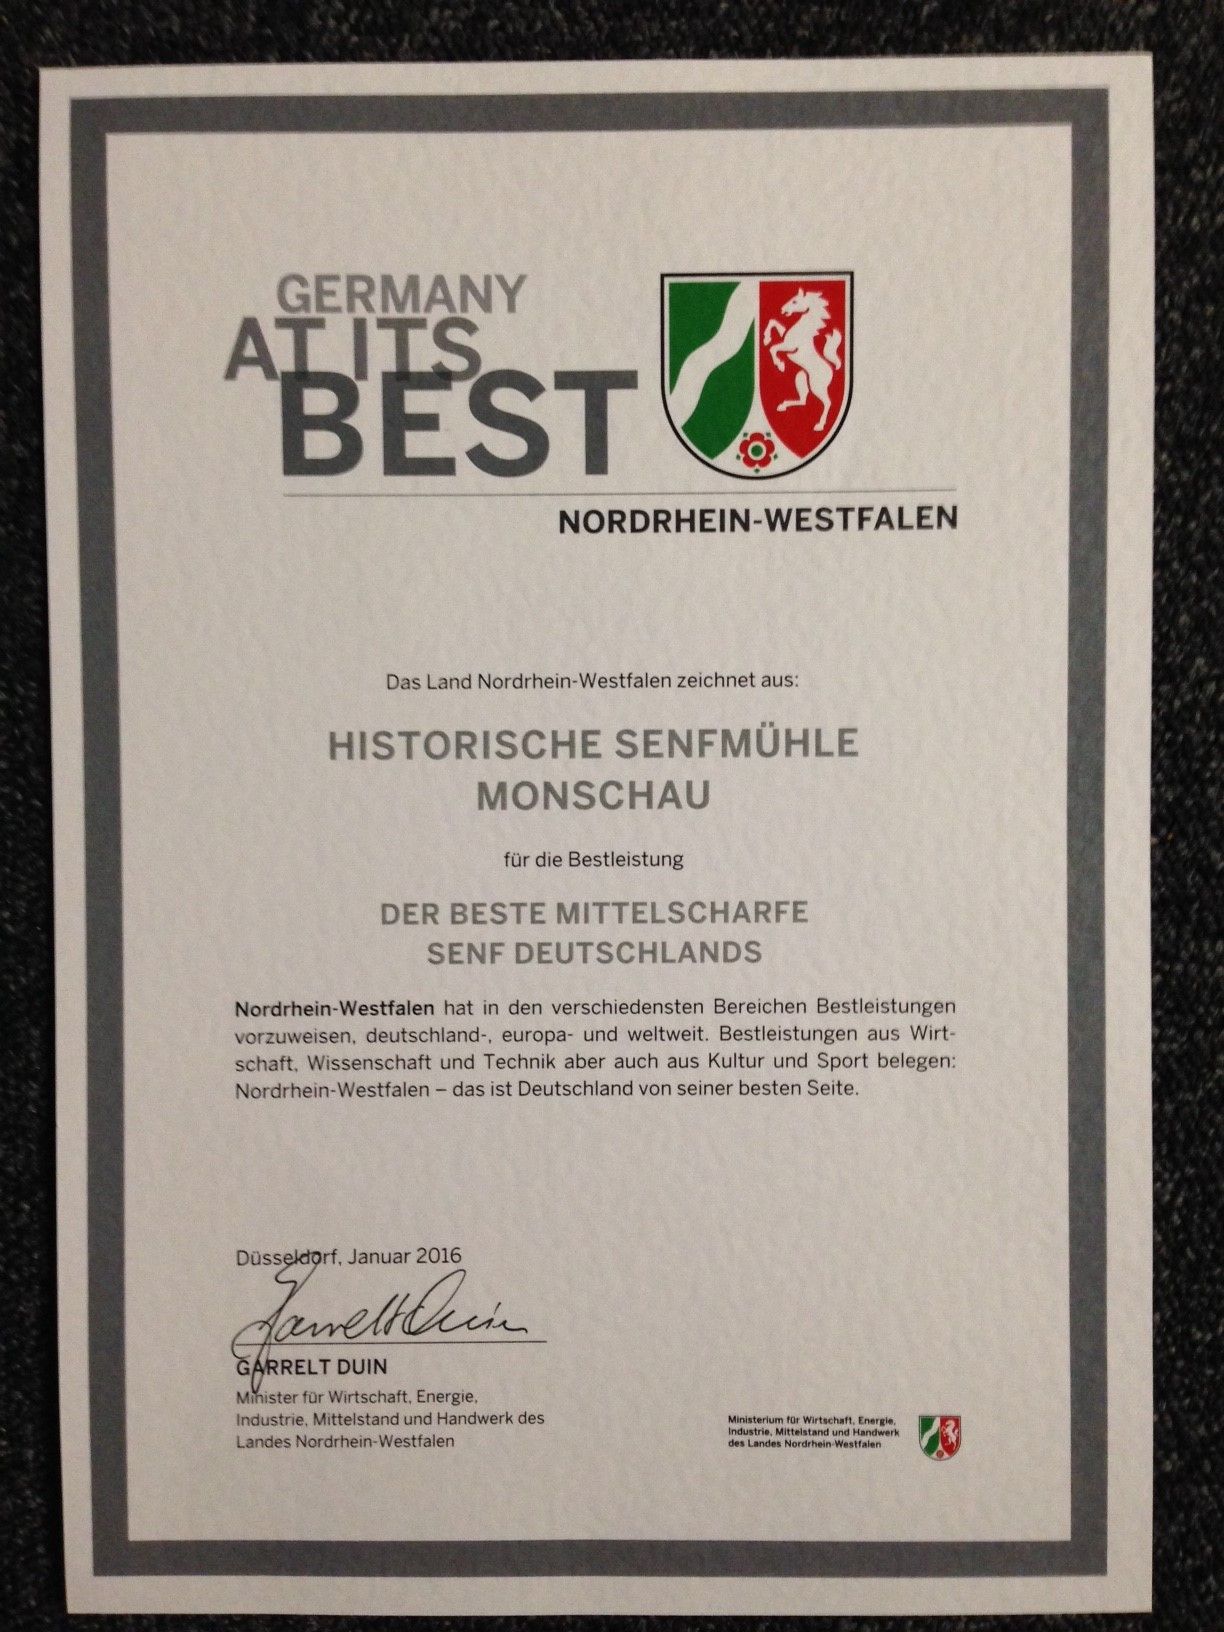 GERMANY
AT ITS
BEST
NORDRHEIN-WESTFALEN
Das Land Nordrhein-Westfalen zeichnet aus:
HISTORISCHE SENFMÜHLE
MONSCHAU
für die Bestleistung
DER BESTE MITTELSCHARFE
SENF DEUTSCHLANDS
Nordrhein-Westfalen hat in den verschiedensten Bereichen Bestleistungen
vorzuweisen, deutschland-, europa- und weltweit. Bestleistungen aus Wirt-
schaft, Wissenschaft und Technik aber auch aus Kultur und Sport belegen:
Nordrhein-Westfalen – das ist Deutschland von seiner besten Seite.
Düsseldorf, Januar 2016
Garrelt Duin
GARRELT DUIN
Minister für Wirtschaft, Energie,
Industrie, Mittelstand und Handwerk des
Landes Nordrhein-Westfalen
Ministerium für Wirtschaft, Energie,
Industrie, Mittelstand und Handwerk
des Landes Nordrhein-Westfalen